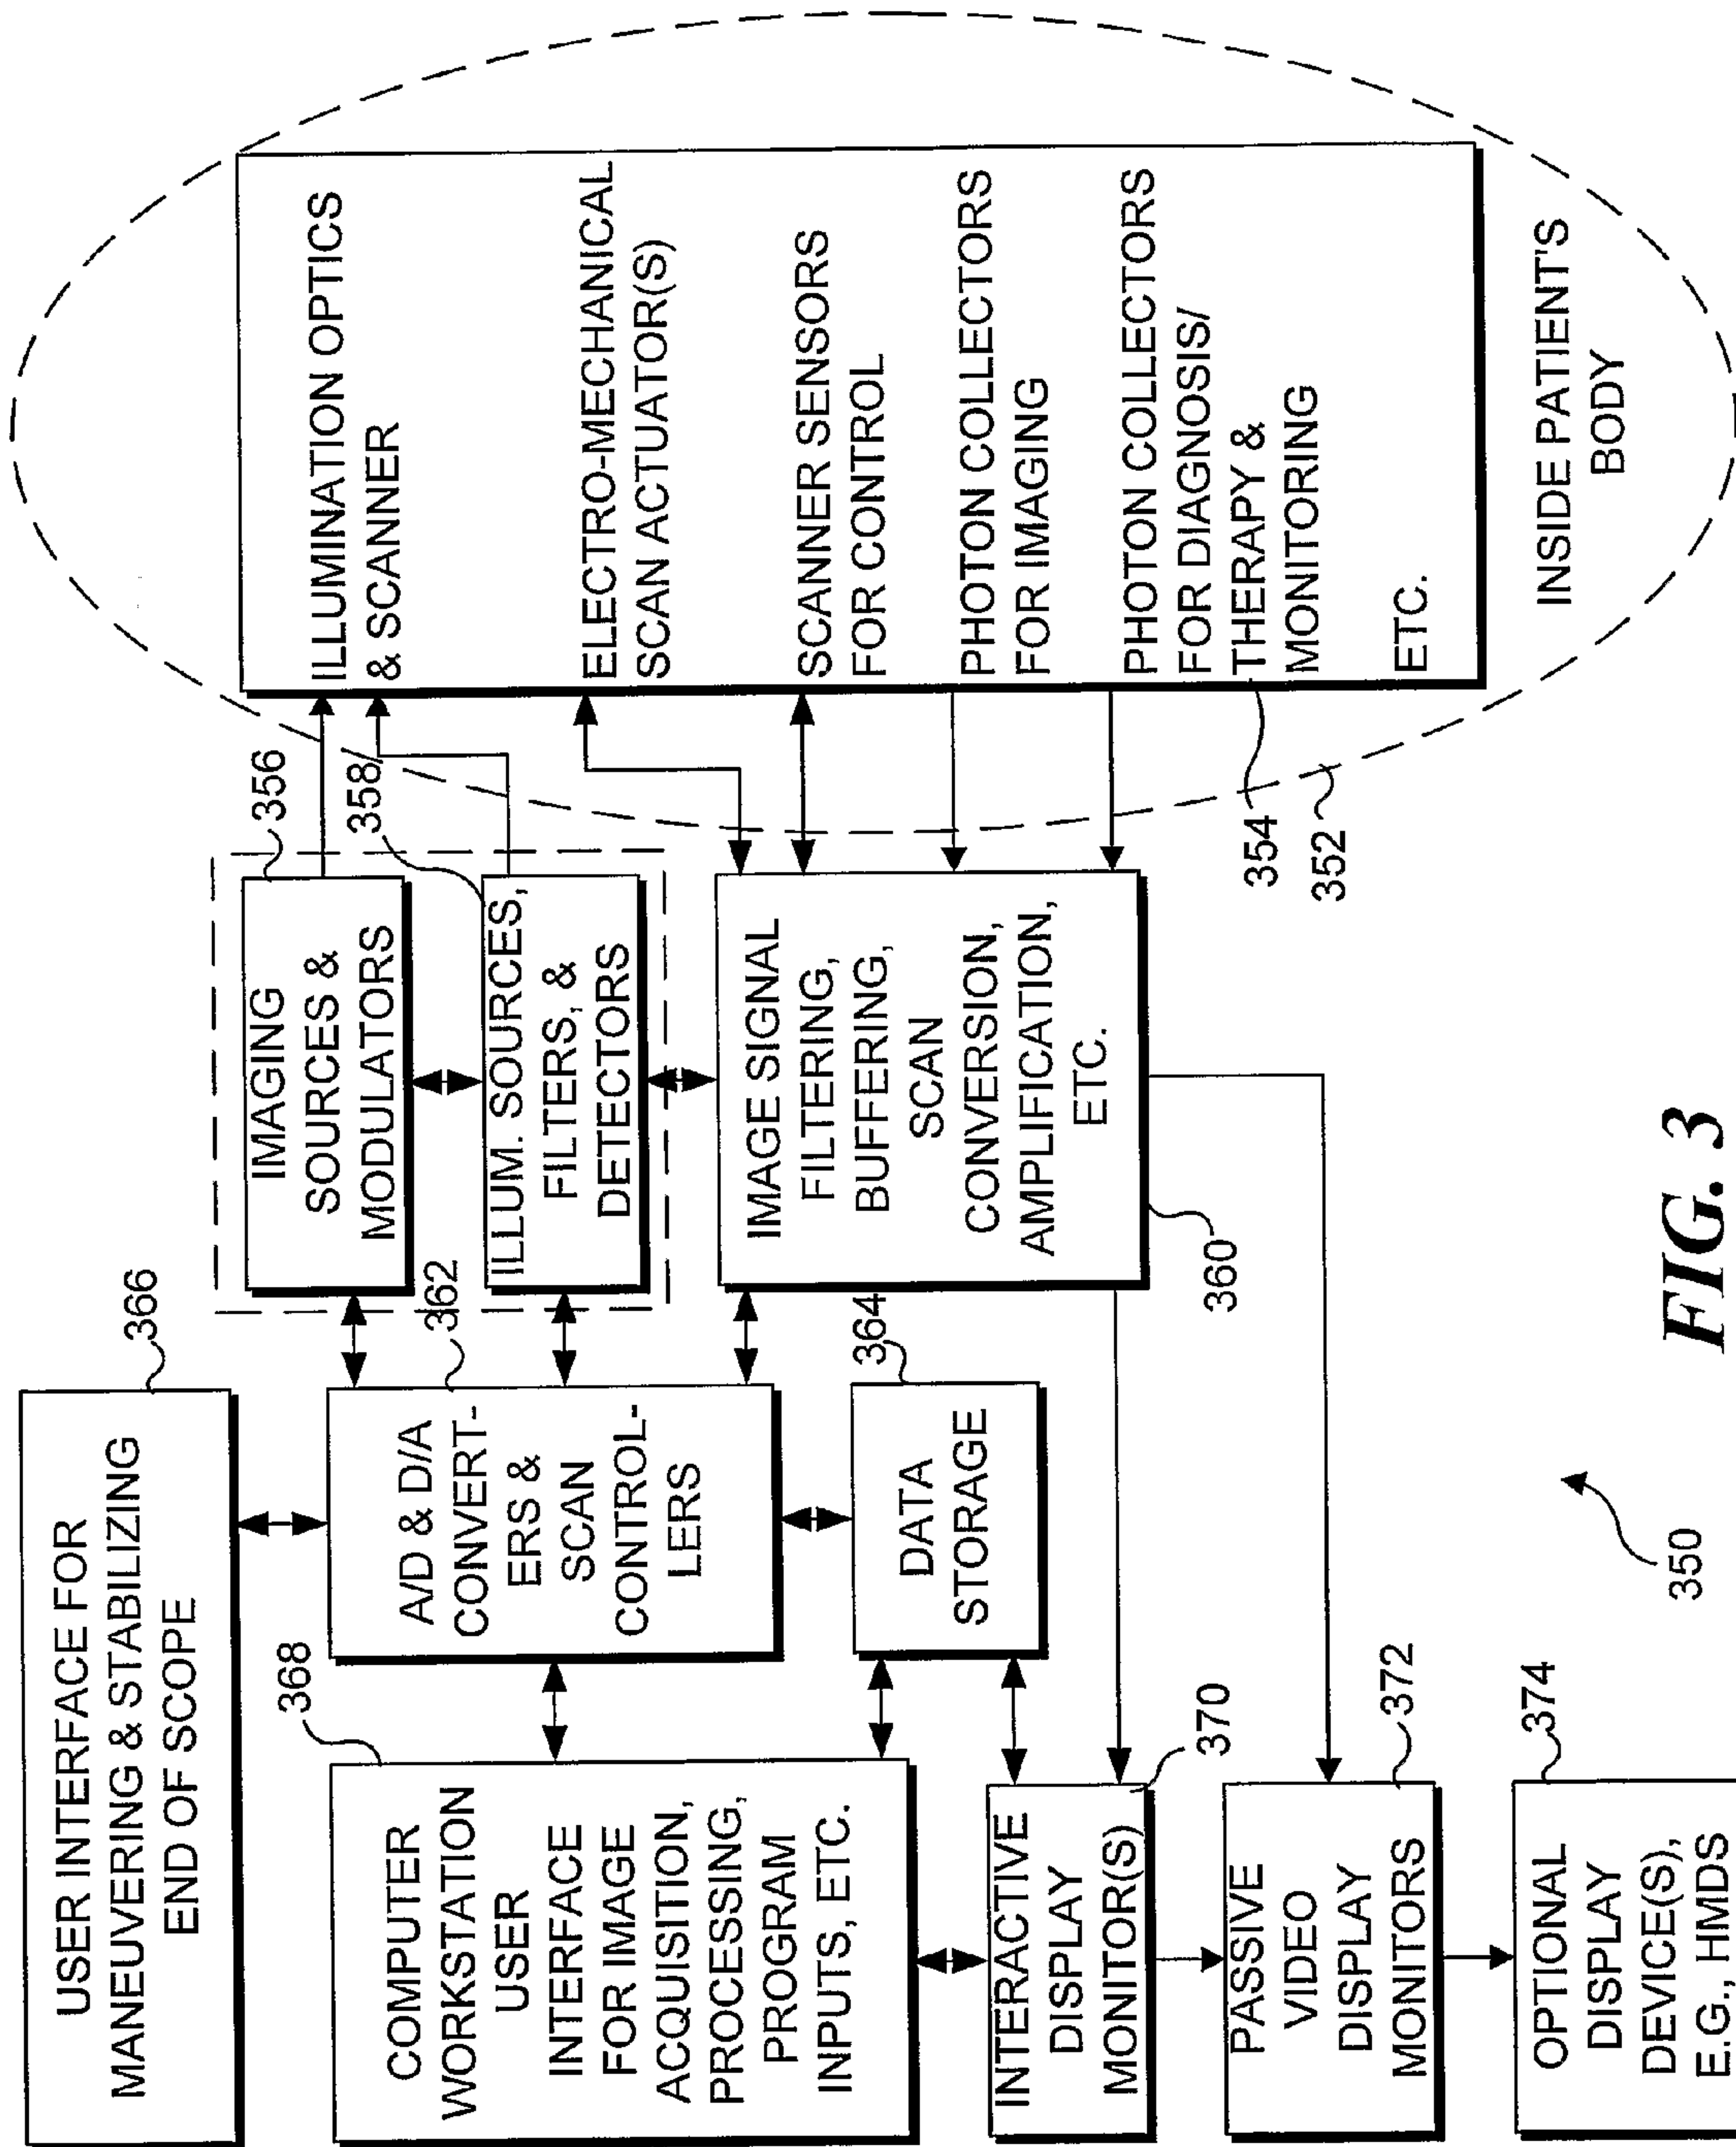 USER INTERFACE FOR
MANEUVERING & STABILIZING
END OF SCOPE
366
COMPUTER
WORKSTATION
USER
INTERFACE
FOR IMAGE
ACQUISITION,
PROCESSING,
PROGRAM
INPUTS, ETC.
368
A/D & D/A
CONVERT-
ERS &
SCAN
CONTROL-
LERS
362
DATA
STORAGE
364
IMAGING
SOURCES &
MODULATORS
356
ILLUM. SOURCES,
FILTERS, &
DETECTORS
358
IMAGE SIGNAL
FILTERING,
BUFFERING,
SCAN
CONVERSION,
AMPLIFICATION,
ETC.
360
ILLUMINATION OPTICS
& SCANNER
ELECTRO-MECHANICAL
SCAN ACTUATOR(S)
SCANNER SENSORS
FOR CONTROL
PHOTON COLLECTORS
FOR IMAGING
PHOTON COLLECTORS
FOR DIAGNOSIS/
THERAPY &
MONITORING
ETC.
354
352
INSIDE PATIENT'S
BODY
INTERACTIVE
DISPLAY
MONITOR(S)
370
PASSIVE
VIDEO
DISPLAY
MONITORS
372
OPTIONAL
DISPLAY
DEVICE(S),
E.G., HMDS
374
350
FIG. 3